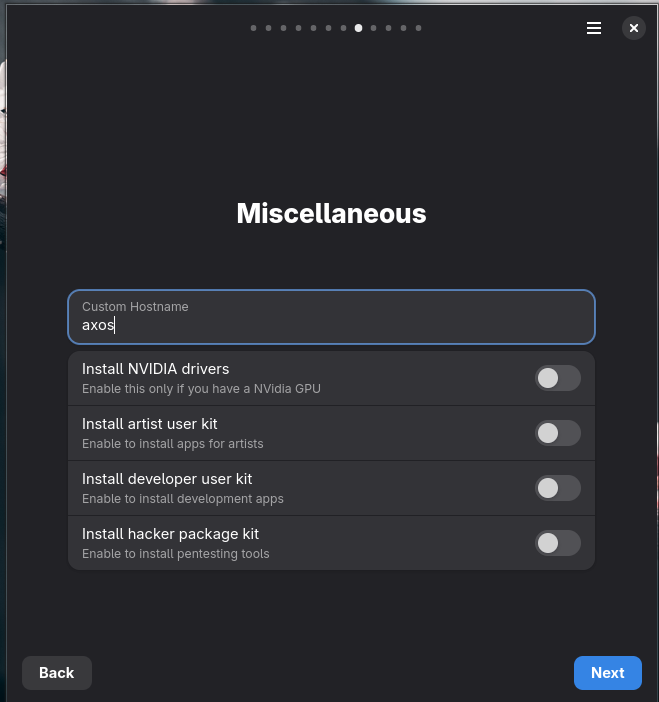 Miscellaneous
Custom Hostname
axos
Install NVIDIA drivers
Enable this only if you have a NVidia GPU
Install artist user kit
Enable to install apps for artists
Install developer user kit
Enable to install development apps
Install hacker package kit
Enable to install pentesting tools
Back
Next